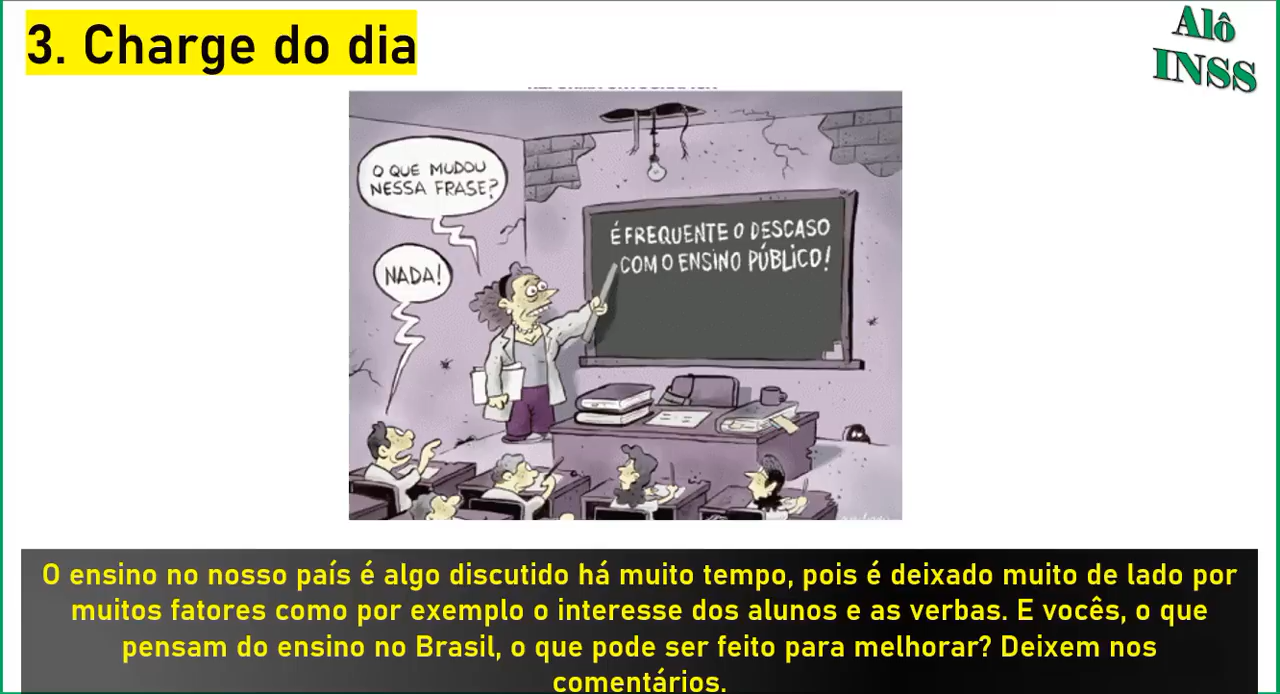 3. Charge do dia
Alô
INSS
O QUE MUDOU
NESSA FRASE?
É FREQUENTE O DESCASO
COM O ENSINO PÚBLICO!
NADA!
O ensino no nosso país é algo discutido há muito tempo, pois é deixado muito de lado por
muitos fatores como por exemplo o interesse dos alunos e as verbas. E vocês, o que
pensam do ensino no Brasil, o que pode ser feito para melhorar? Deixem nos
comentários.